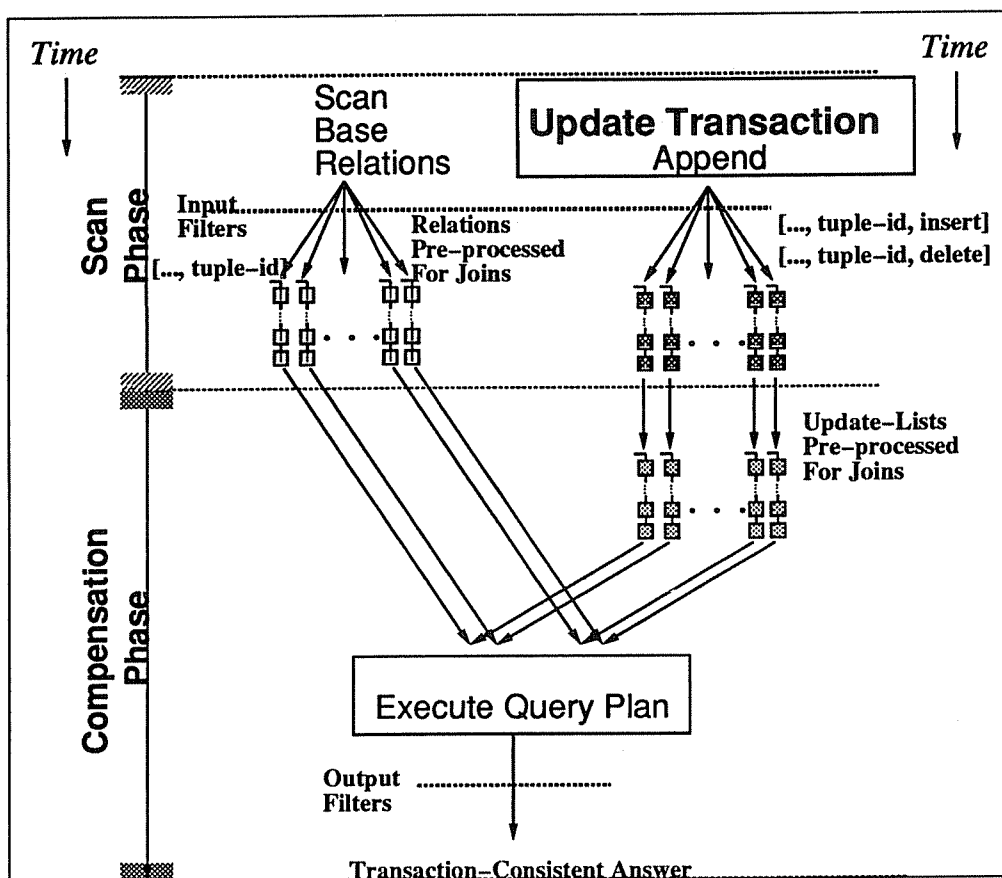 Time
Time
Scan
Base
Relations
Update Transaction
Append
Scan
Phase
Input
Filters
[..., tuple-id]
Relations
Pre-processed
For Joins
[..., tuple-id, insert]
[..., tuple-id, delete]
Update-Lists
Pre-processed
For Joins
Compensation
Phase
Execute Query Plan
Output
Filters
Transaction-Consistent Answer